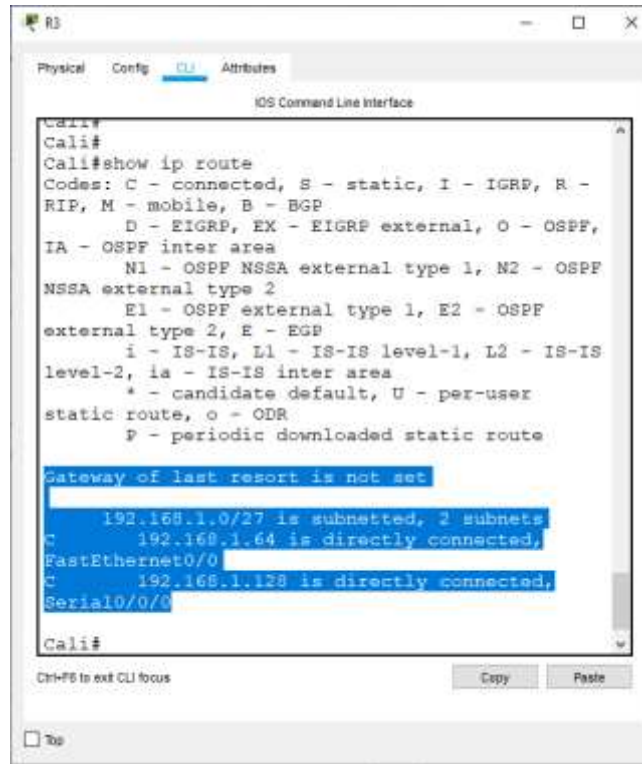 R3
Physical Config CLI Attributes
IOS Command Line Interface
Cali#
Cali#
Cali#show ip route
Codes: C - connected, S - static, I - IGRP, R -
RIP, M - mobile, B - BGP
D - EIGRP, EX - EIGRP external, O - OSPF,
IA - OSPF inter area
N1 - OSPF NSSA external type 1, N2 - OSPF
NSSA external type 2
E1 - OSPF external type 1, E2 - OSPF
external type 2, E - EGP
i - IS-IS, L1 - IS-IS level-1, L2 - IS-IS
level-2, ia - IS-IS inter area
* - candidate default, U - per-user
static route, o - ODR
P - periodic downloaded static route
Gateway of last resort is not set
192.168.1.0/27 is subnetted, 2 subnets
C 192.168.1.64 is directly connected,
FastEthernet0/0
C 192.168.1.128 is directly connected,
Serial0/0/0
Cali#
Ctrl+F6 to exit CLI focus
Copy Paste
Top